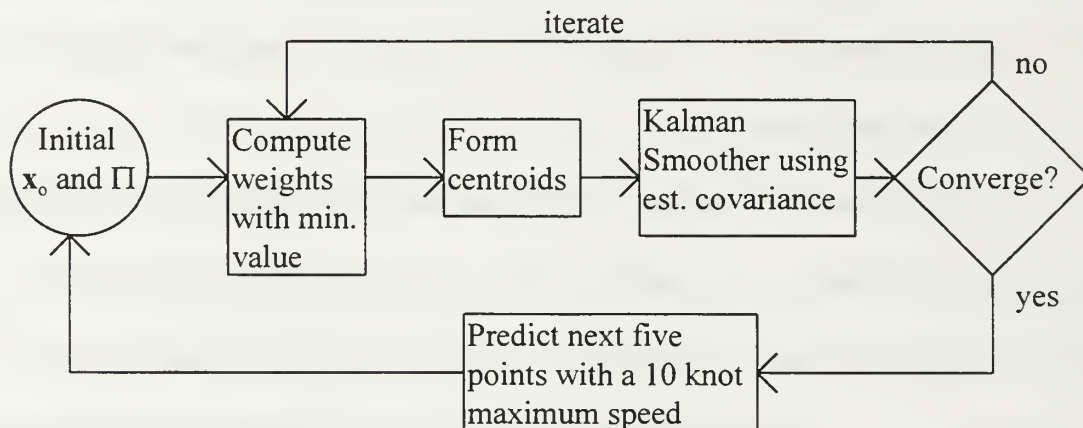 iterate
no
Initial
x₀ and Π
Compute
weights
with min.
value
Form
centroids
Kalman
Smoother using
est. covariance
Converge?
yes
Predict next five
points with a 10 knot
maximum speed